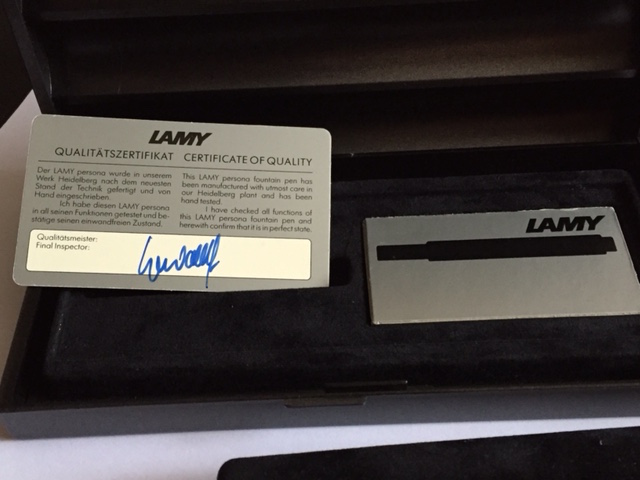 LAMY
QUALITÄTSZERTIFIKAT CERTIFICATE OF QUALITY
Der LAMY persona wurde in unserem
Werk Heidelberg nach dem neuesten
Stand der Technik gefertigt und von
Hand eingeschrieben.
Ich habe diesen LAMY persona
in all seinen Funktionen getestet und be-
stätige seinen einwandfreien Zustand.
This LAMY persona fountain pen has
been manufactured with utmost care in
our Heidelberg plant and has been
hand tested.
I have checked all functions of
this LAMY persona fountain pen and
herewith confirm that it is in perfect state.
Qualitätsmeister:
Final Inspector:
LAMY